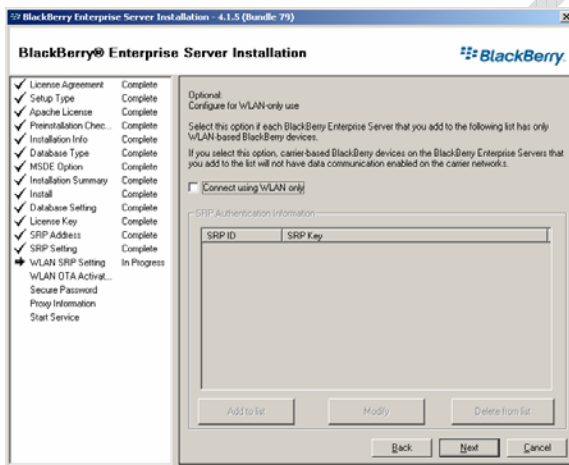 BlackBerry Enterprise Server Installation - 4.1.5 (Bundle 79)
BlackBerry® Enterprise Server Installation
BlackBerry.
License Agreement Complete
Setup Type Complete
Apache License Complete
Preinstallation Chec... Complete
Installation Info Complete
Database Type Complete
MSDE Option Complete
Installation Summary Complete
Install Complete
Database Setting Complete
License Key Complete
SRP Address Complete
SRP Setting Complete
WLAN SRP Setting In Progress
WLAN OTA Activat...
Secure Password
Proxy Information
Start Service
Optional:
Configure for WLAN-only use
Select this option if each BlackBerry Enterprise Server that you add to the following list has only
WLAN-based BlackBerry devices.
If you select this option, carrier-based BlackBerry devices on the BlackBerry Enterprise Servers that
you add to the list will not have data communication enabled on the carrier networks.
Connect using WLAN only
SRP Authentication Information
SRP ID SRP Key
Add to list Modify Delete from list
Back Next Cancel